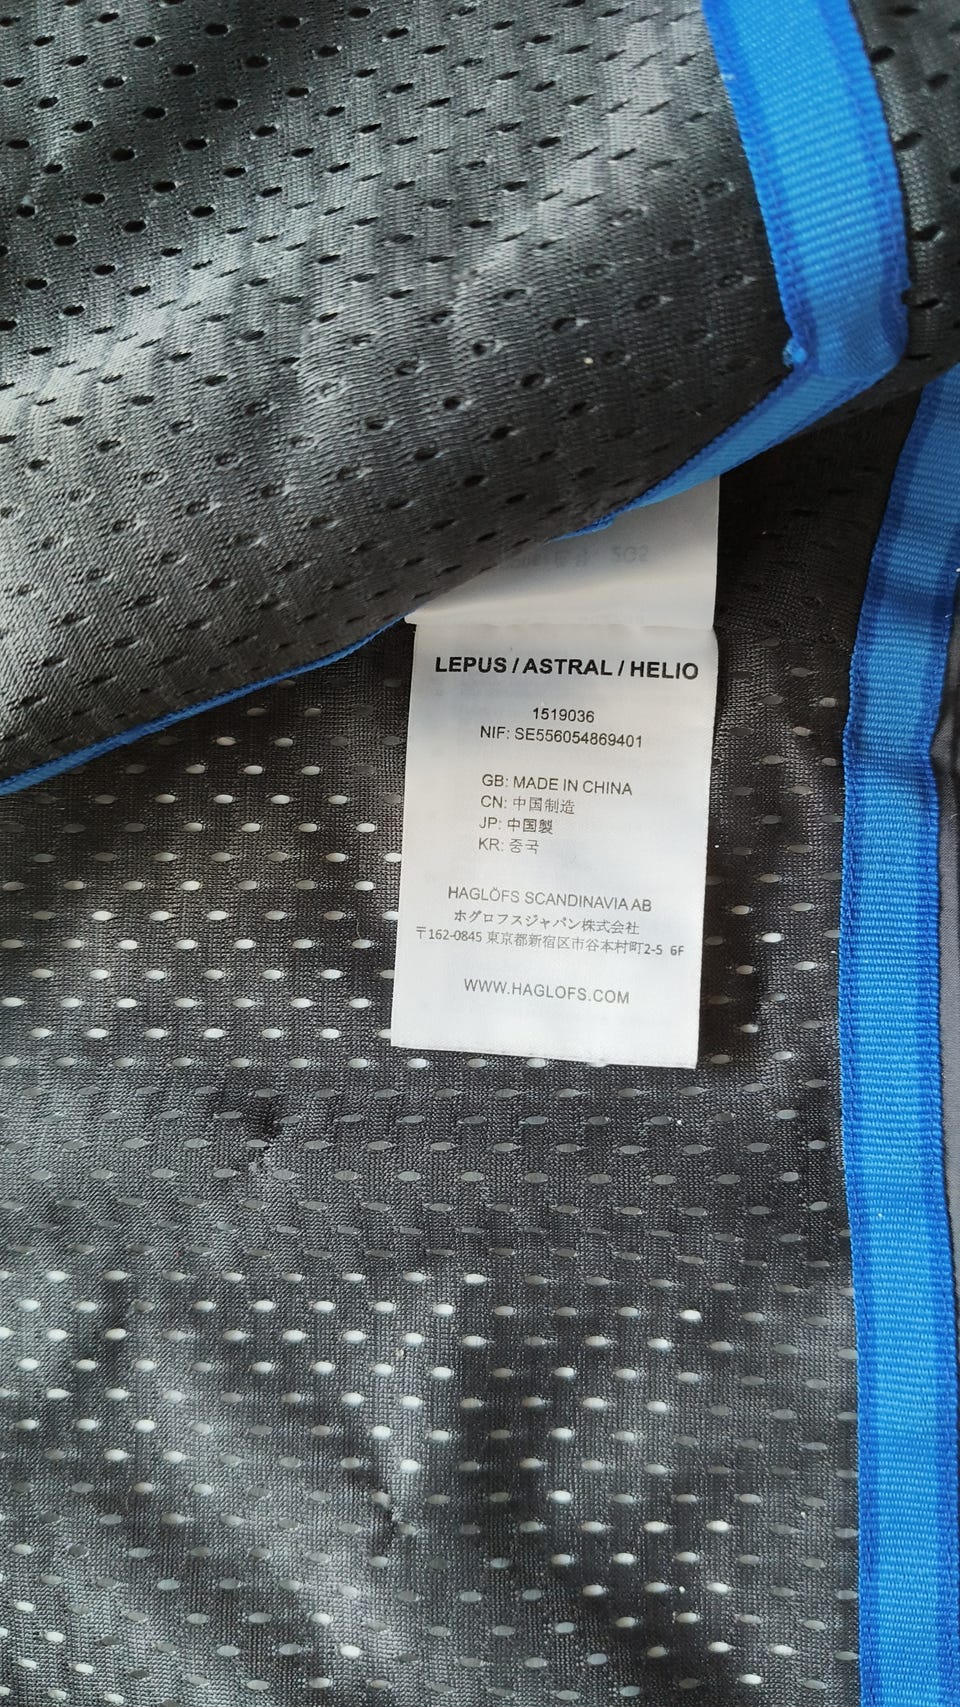 LEPUS / ASTRAL / HELIO
1519036
NIF: SE556054869401
GB: MADE IN CHINA
CN: 中国制造
JP: 中国製
KR: 중국
HAGLÖFS SCANDINAVIA AB
ホグロフスジャパン株式会社
〒162-0845 東京都新宿区市谷本村町2-5 6F
WWW.HAGLOFS.COM